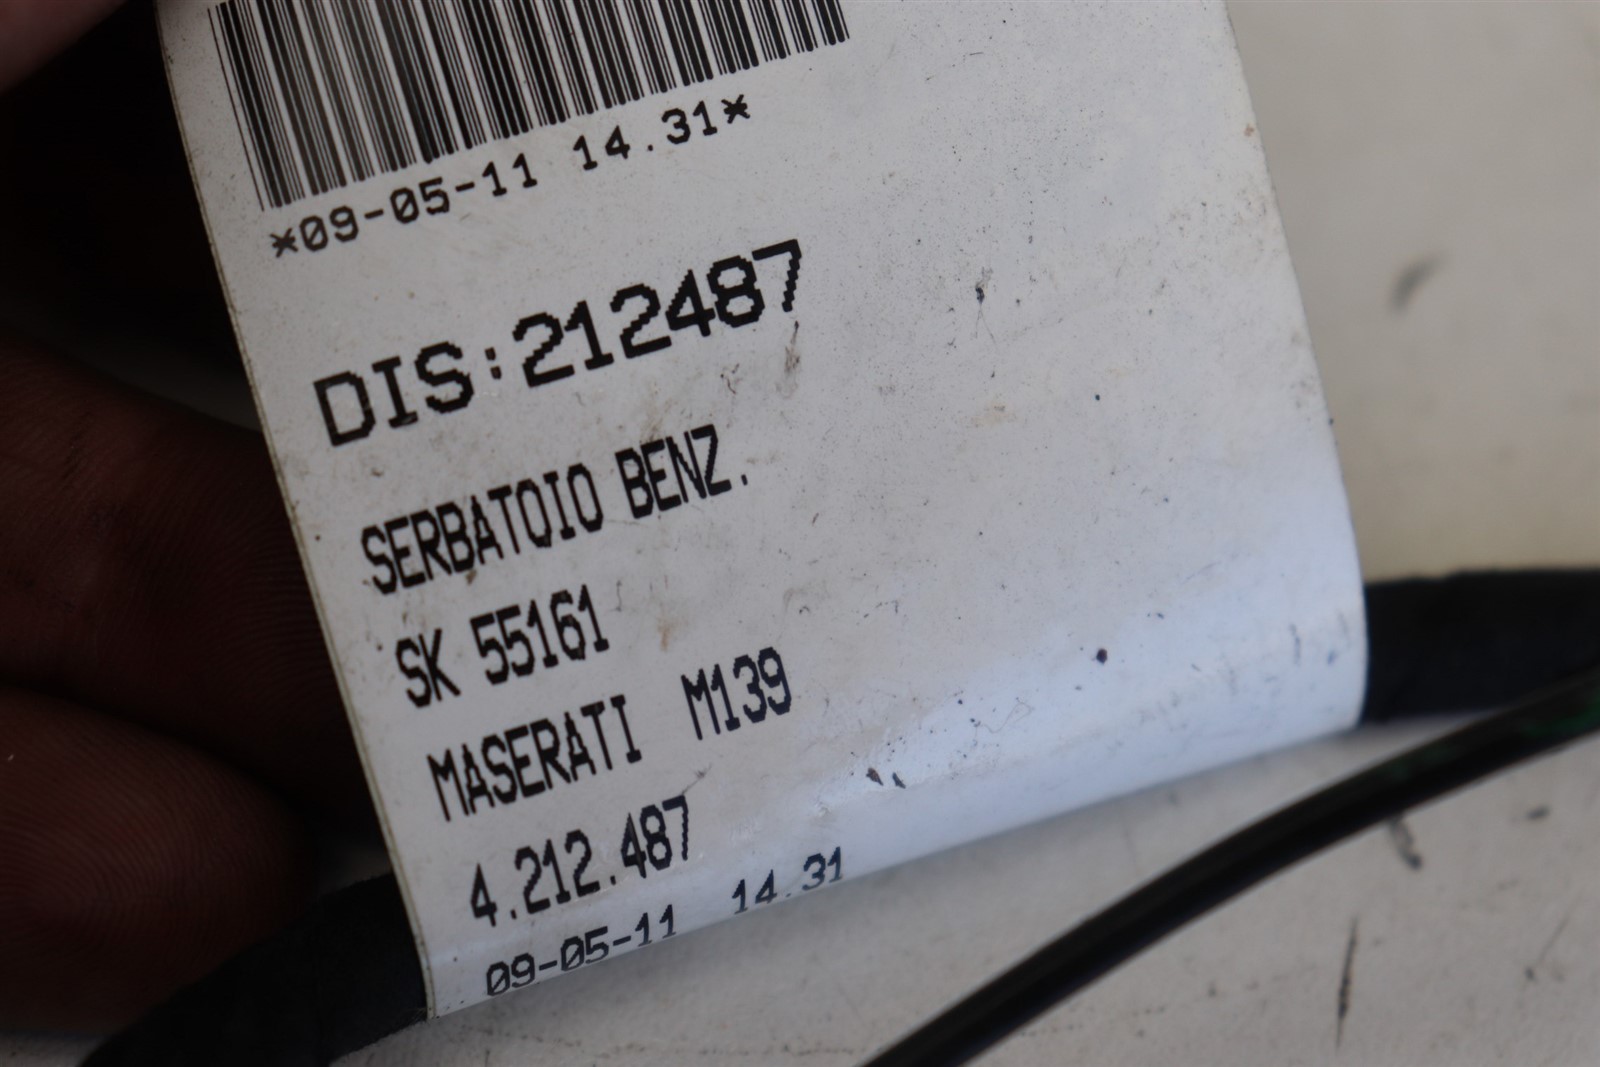 *09-05-11 14.31*
DIS:212487
SERBATOIO BENZ.
SK 55161
MASERATI M139
4.212.487
09-05-11 14.31